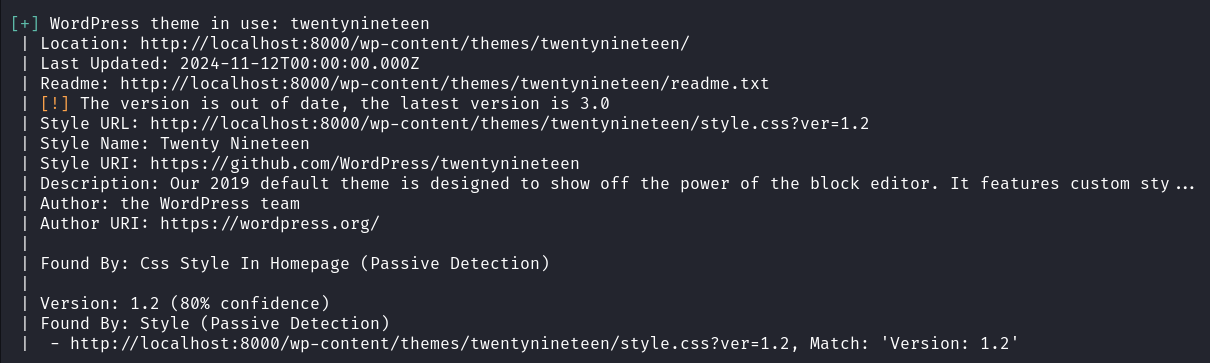 [+] WordPress theme in use: twentynineteen
| Location: http://localhost:8000/wp-content/themes/twentynineteen/
| Last Updated: 2024-11-12T00:00:00.000Z
| Readme: http://localhost:8000/wp-content/themes/twentynineteen/readme.txt
| [!] The version is out of date, the latest version is 3.0
| Style URL: http://localhost:8000/wp-content/themes/twentynineteen/style.css?ver=1.2
| Style Name: Twenty Nineteen
| Style URI: https://github.com/WordPress/twentynineteen
| Description: Our 2019 default theme is designed to show off the power of the block editor. It features custom sty...
| Author: the WordPress team
| Author URI: https://wordpress.org/
|
| Found By: Css Style In Homepage (Passive Detection)
|
| Version: 1.2 (80% confidence)
| Found By: Style (Passive Detection)
|  - http://localhost:8000/wp-content/themes/twentynineteen/style.css?ver=1.2, Match: 'Version: 1.2'